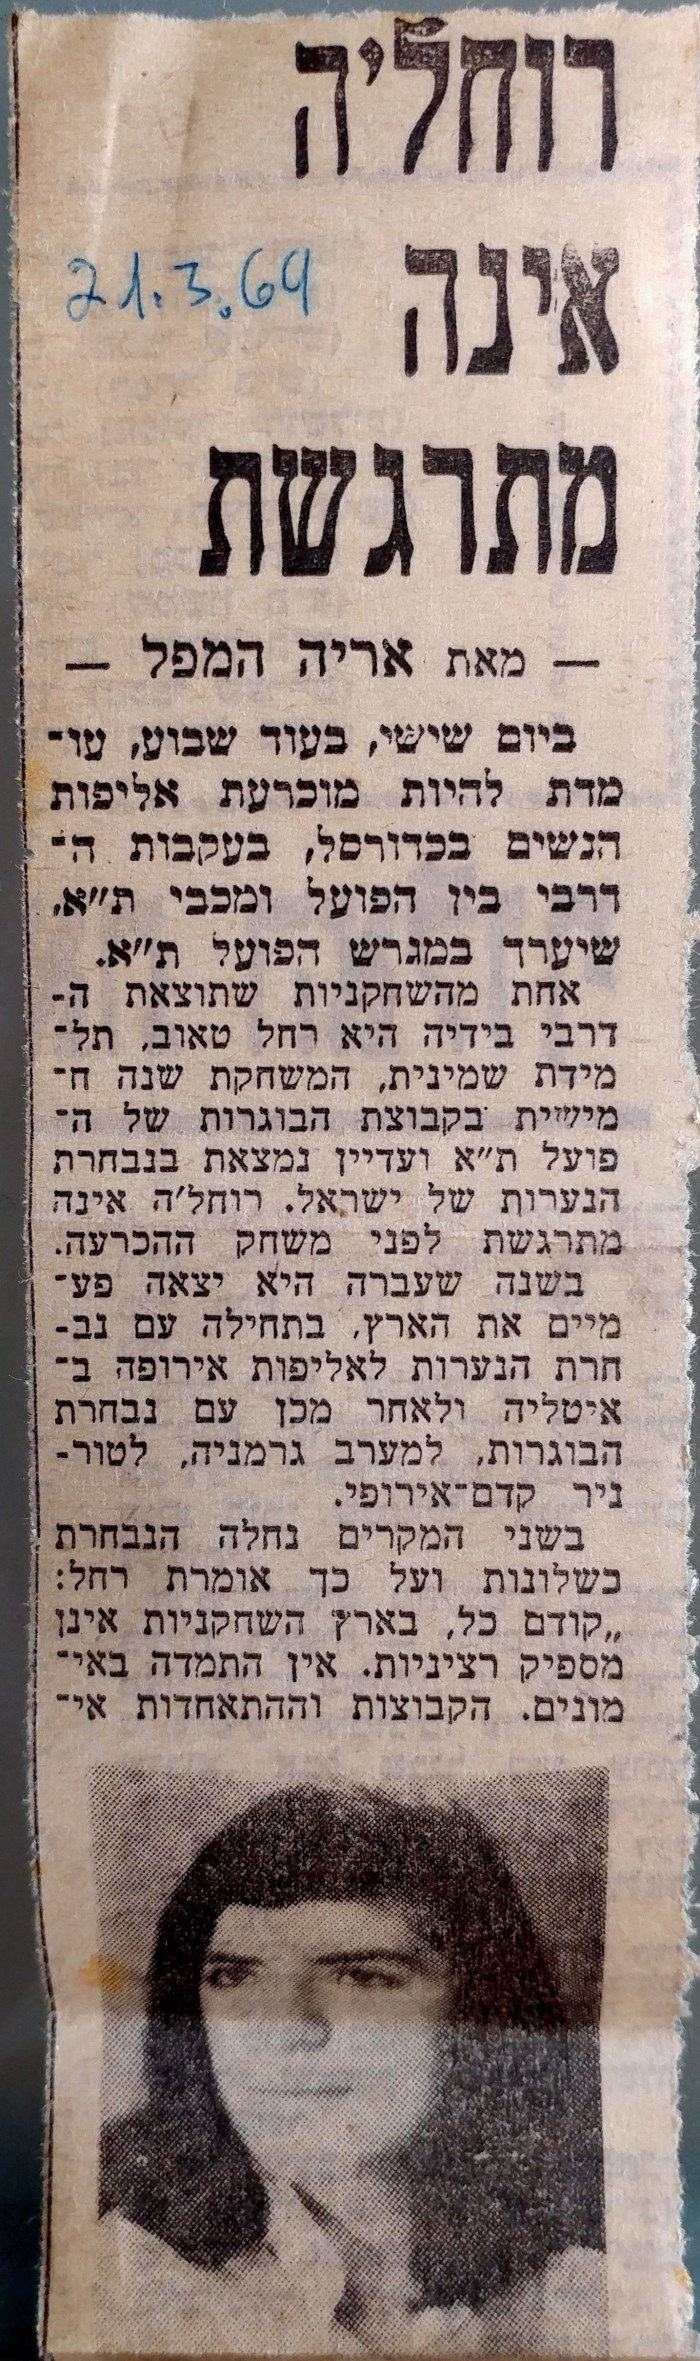 רוחל'ה
אינה
21.3.69
מתרגשת
— מאת אריה המפל —
ביום שישי, בעוד שבוע, עו־
מדת להיות מוכרעת אליפות
הנשים בכדורסל, בעקבות ה־
דרבי בין הפועל ומכבי ת״א,
שיערך במגרש הפועל ת״א.
אחת מהשחקניות שתוצאת ה־
דרבי בידיה היא רחל טאוב, תל־
מידת שמינית, המשחקת שנה ח־
מישית בקבוצת הבוגרות של ה־
פועל ת״א ועדיין נמצאת בנבחרת
הנערות של ישראל. רוחל'ה אינה
מתרגשת לפני משחק ההכרעה.
בשנה שעברה היא יצאה פע־
מיים את הארץ, בתחילה עם נב־
חרת הנערות לאליפות אירופה ב־
איטליה ולאחר מכן עם נבחרת
הבוגרות, למערב גרמניה, לטור־
ניר קדם־אירופי.
בשני המקרים נחלה הנבחרת
כשלונות ועל כך אומרת רחל:
„קודם כל, בארץ השחקניות אינן
מספיק רציניות. אין התמדה באי־
מונים. הקבוצות וההתאחדות אי־